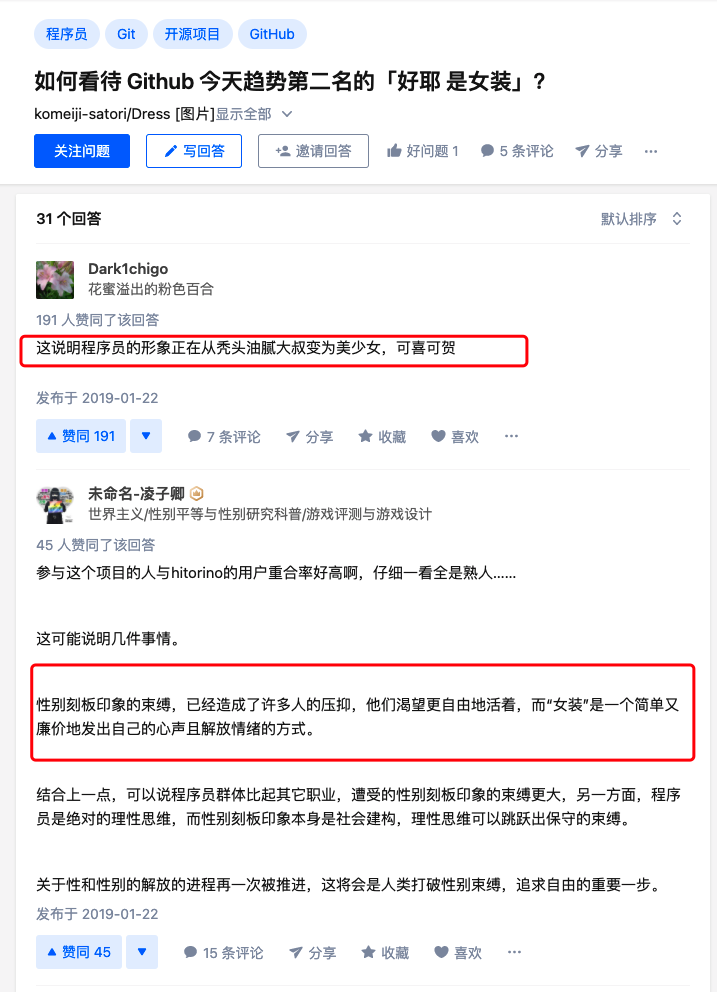 程序员 Git 开源项目 GitHub
如何看待 Github 今天趋势第二名的「好耶 是女装」?
komeiji-satori/Dress [图片]显示全部
关注问题 写回答 邀请回答 好问题 1 5 条评论 分享 ...
31 个回答 默认排序
Dark1chigo
花蜜溢出的粉色百合
191 人赞同了该回答
这说明程序员的形象正在从秃头油腻大叔变为美少女，可喜可贺
发布于 2019-01-22
赞同 191 7 条评论 分享 收藏 喜欢 ...
未命名-凌子卿
世界主义/性别平等与性别研究科普/游戏评测与游戏设计
45 人赞同了该回答
参与这个项目的人与hitorino的用户重合率好高啊，仔细一看全是熟人……
这可能说明几件事情。
性别刻板印象的束缚，已经造成了许多人的压抑，他们渴望更自由地活着，而“女装”是一个简单又
廉价地发出自己的心声且解放情绪的方式。
结合上一点，可以说程序员群体比起其它职业，遭受的性别刻板印象的束缚更大，另一方面，程序
员是绝对的理性思维，而性别刻板印象本身是社会建构，理性思维可以跳跃出保守的束缚。
关于性和性别的解放的进程再一次被推进，这将会是人类打破性别束缚，追求自由的重要一步。
发布于 2019-01-22
赞同 45 15 条评论 分享 收藏 喜欢 ...